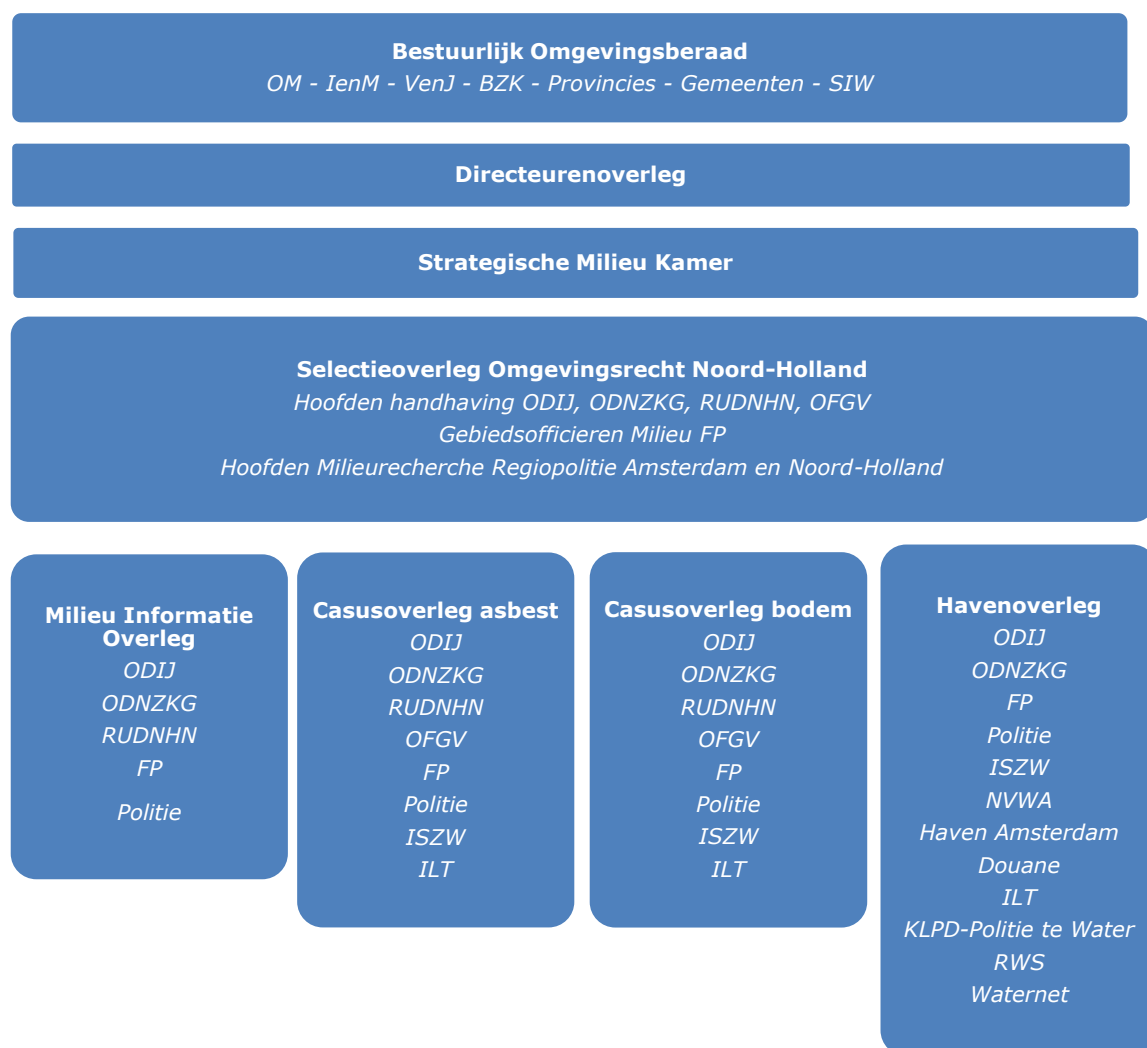 Bestuurlijk Omgevingsberaad
OM - IenM - VenJ - BZK - Provincies - Gemeenten - SIW
Directeurenoverleg
Strategische Milieu Kamer
Selectieoverleg Omgevingsrecht Noord-Holland
Hoofden handhaving ODIJ, ODNZKG, RUDNHN, OFGV
Gebiedsofficieren Milieu FP
Hoofden Milieurecherche Regiopolitie Amsterdam en Noord-Holland
Milieu Informatie
Overleg
ODIJ
ODNZKG
RUDNHN
FP
Politie
Casusoverleg asbest
ODIJ
ODNZKG
RUDNHN
OFGV
FP
Politie
ISZW
ILT
Casusoverleg bodem
ODIJ
ODNZKG
RUDNHN
OFGV
FP
Politie
ISZW
ILT
Havenoverleg
ODIJ
ODNZKG
FP
Politie
ISZW
NVWA
Haven Amsterdam
Douane
ILT
KLPD-Politie te Water
RWS
Waternet